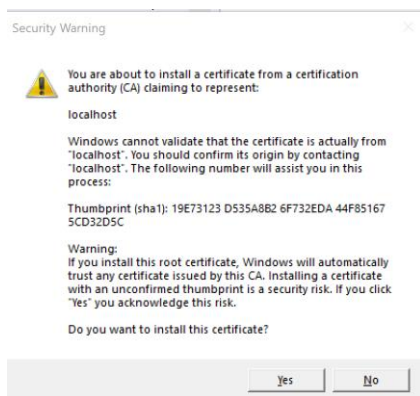 Security Warning
You are about to install a certificate from a certification
authority (CA) claiming to represent:
localhost
Windows cannot validate that the certificate is actually from
"localhost". You should confirm its origin by contacting
"localhost". The following number will assist you in this
process:
Thumbprint (sha1): 19E73123 D535A8B2 6F732EDA 44F85167
5CD32D5C
Warning:
If you install this root certificate, Windows will automatically
trust any certificate issued by this CA. Installing a certificate
with an unconfirmed thumbprint is a security risk. If you click
"Yes" you acknowledge this risk.
Do you want to install this certificate?
Yes No